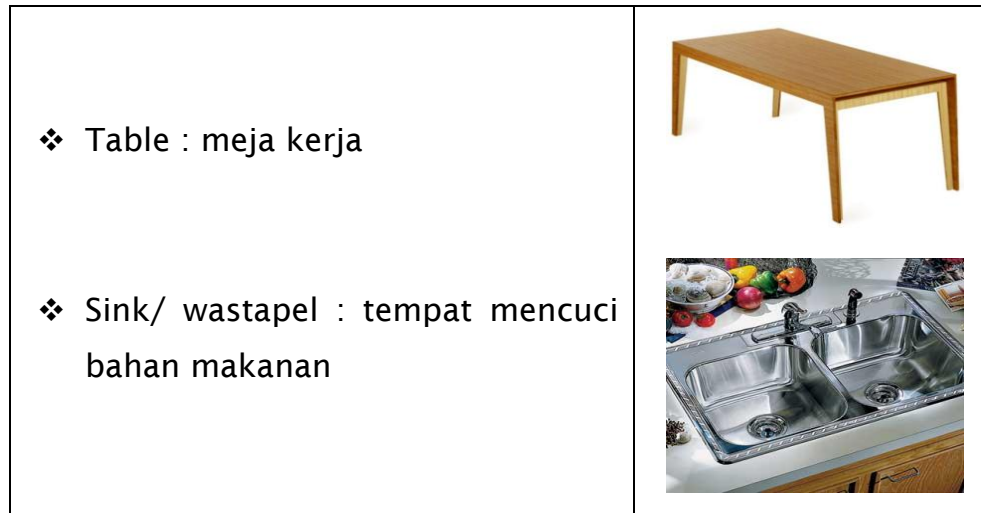 ❖ Table : meja kerja
❖ Sink/ wastapel : tempat mencuci
bahan makanan